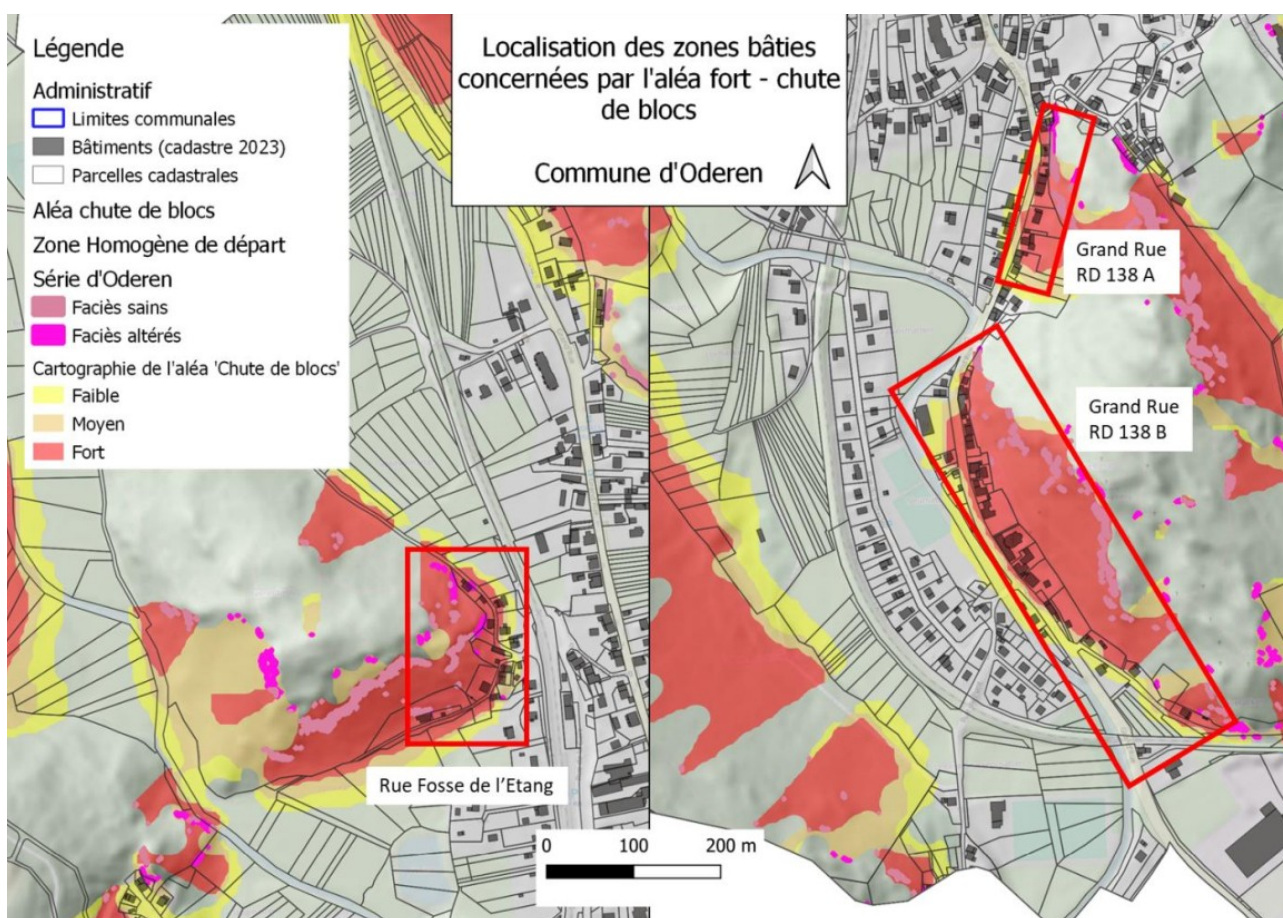 Légende
Administratif
Limites communales
Bâtiments (cadastre 2023)
Parcelles cadastrales
Aléa chute de blocs
Zone Homogène de départ
Série d'Oderen
Faciès sains
Faciès altérés
Cartographie de l'aléa 'Chute de blocs'
Faible
Moyen
Fort
Localisation des zones bâties
concernées par l'aléa fort - chute
de blocs
Commune d'Oderen
Grand Rue
RD 138 A
Grand Rue
RD 138 B
Rue Fosse de l’Etang
0 100 200 m